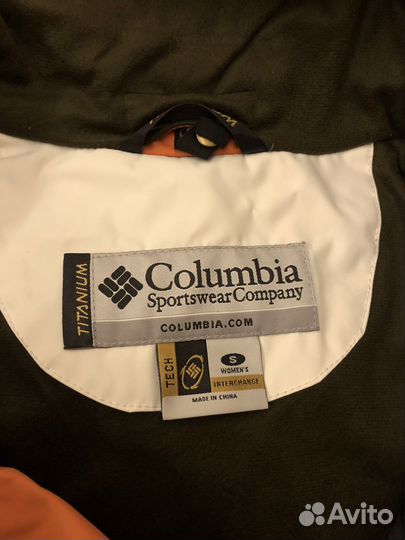 TITANIUM
Columbia
Sportswear Company
COLUMBIA.COM
TECH
S
WOMEN'S
INTERCHANGE
MADE IN CHINA
Avito